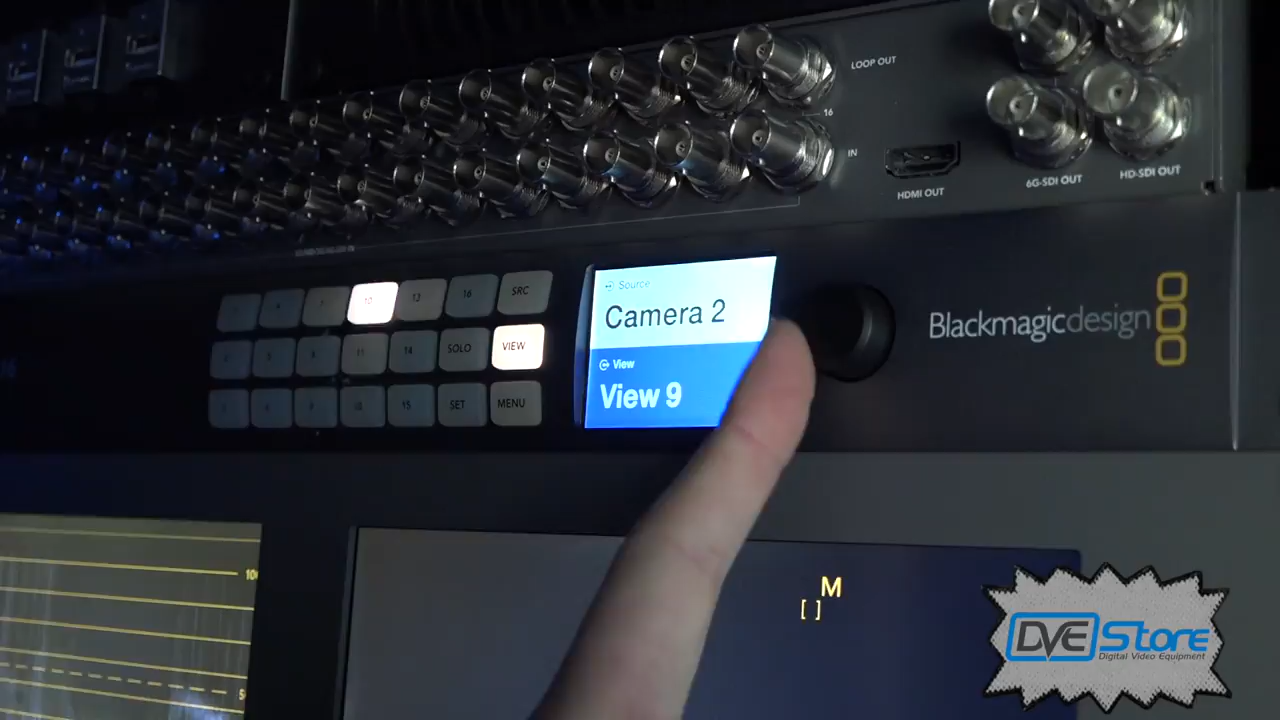 LOOP OUT
16
IN
HDMI OUT
6G-SDI OUT
HD-SDI OUT
10
13
16
SRC
11
14
SOLO
VIEW
SET
MENU
Source
Camera 2
View
View 9
Blackmagicdesign
M
[ ]
DVEStore
Digital Video Equipment